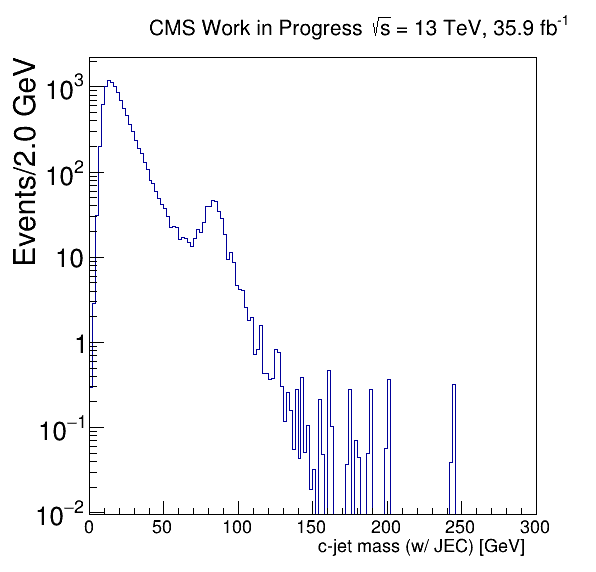 CMS Work in Progress √s = 13 TeV, 35.9 fb⁻¹
Events/2.0 GeV
10³
10²
10
1
10⁻¹
10⁻²
0 50 100 150 200 250 300
c-jet mass (w/ JEC) [GeV]